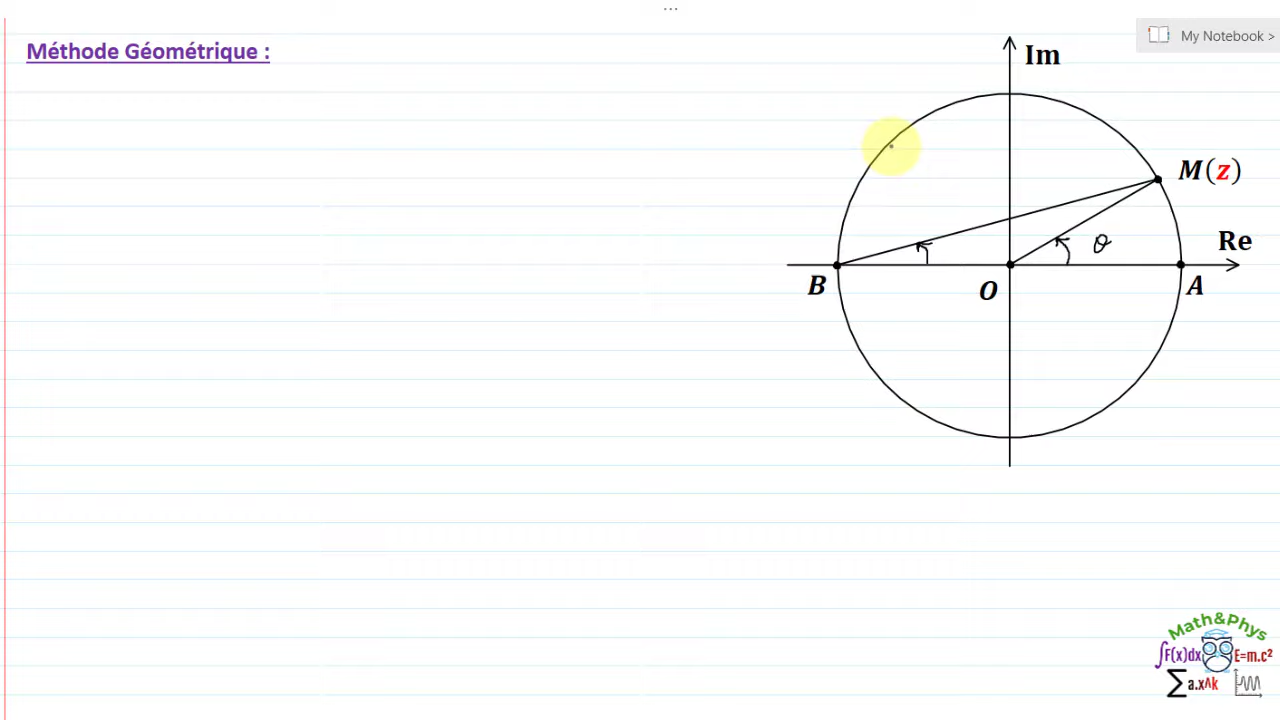 ...
My Notebook >
Méthode Géométrique :
Im
M(z)
θ
Re
B
O
A
Math&Phys
∫F(x)dx E=m.c²
∑ a.x^k